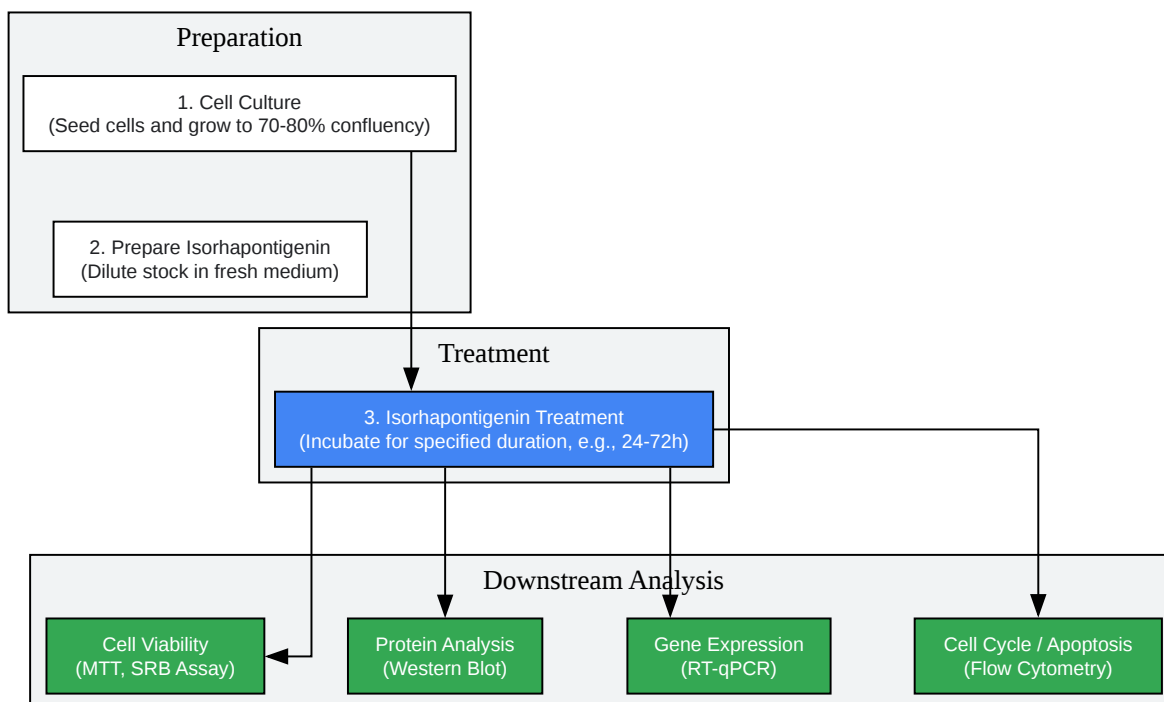 Preparation
1. Cell Culture
(Seed cells and grow to 70-80% confluency)
2. Prepare Isorhapontigenin
(Dilute stock in fresh medium)
Treatment
3. Isorhapontigenin Treatment
(Incubate for specified duration, e.g., 24-72h)
Downstream Analysis
Cell Viability
(MTT, SRB Assay)
Protein Analysis
(Western Blot)
Gene Expression
(RT-qPCR)
Cell Cycle / Apoptosis
(Flow Cytometry)